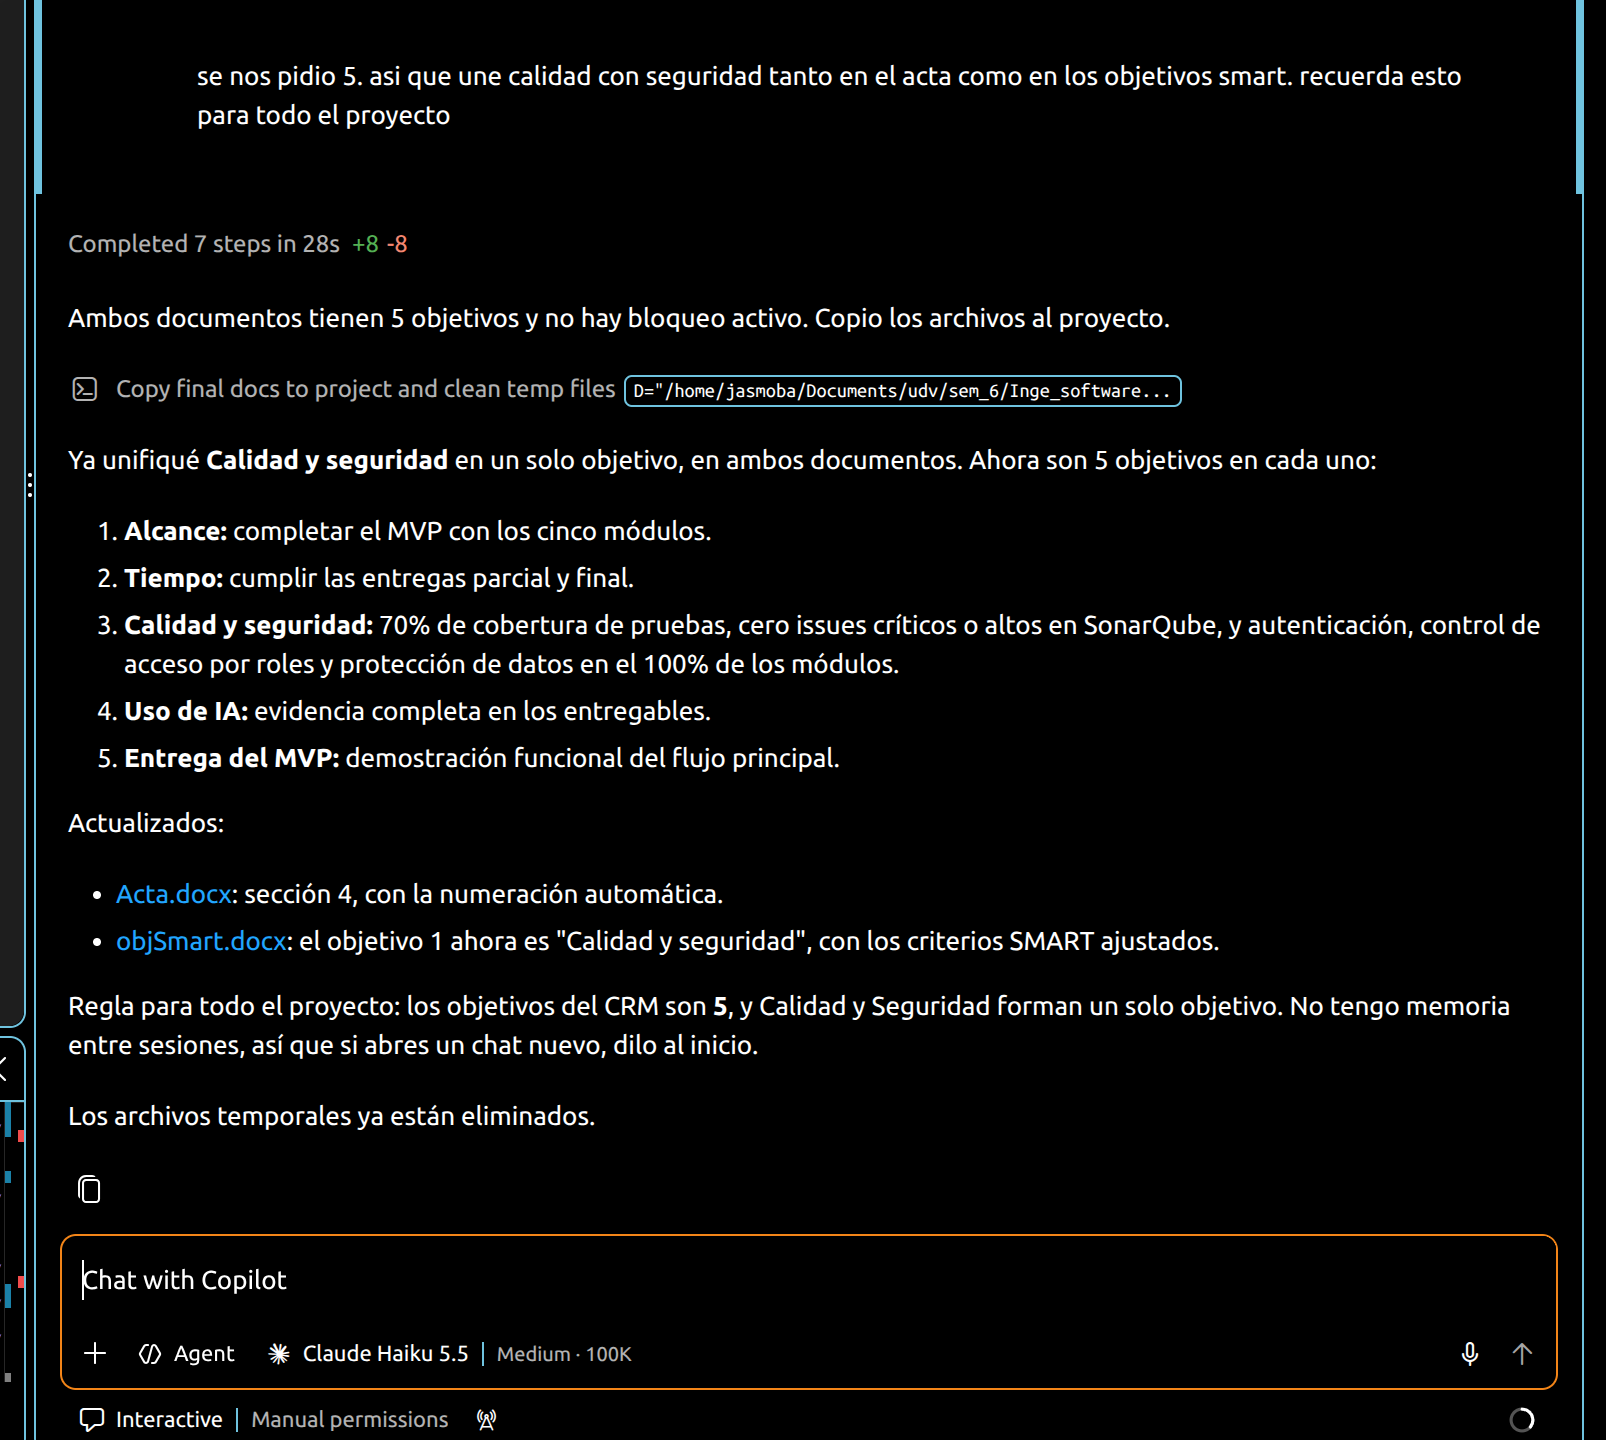 se nos pidio 5. asi que une calidad con seguridad tanto en el acta como en los objetivos smart. recuerda esto
para todo el proyecto
Completed 7 steps in 28s +8 -8
Ambos documentos tienen 5 objetivos y no hay bloqueo activo. Copio los archivos al proyecto.
Copy final docs to project and clean temp files D="/home/jasmoba/Documents/udv/sem_6/Inge_software...
Ya unifiqué Calidad y seguridad en un solo objetivo, en ambos documentos. Ahora son 5 objetivos en cada uno:
1. Alcance: completar el MVP con los cinco módulos.
2. Tiempo: cumplir las entregas parcial y final.
3. Calidad y seguridad: 70% de cobertura de pruebas, cero issues críticos o altos en SonarQube, y autenticación, control de
acceso por roles y protección de datos en el 100% de los módulos.
4. Uso de IA: evidencia completa en los entregables.
5. Entrega del MVP: demostración funcional del flujo principal.
Actualizados:
• Acta.docx: sección 4, con la numeración automática.
• objSmart.docx: el objetivo 1 ahora es "Calidad y seguridad", con los criterios SMART ajustados.
Regla para todo el proyecto: los objetivos del CRM son 5, y Calidad y Seguridad forman un solo objetivo. No tengo memoria
entre sesiones, así que si abres un chat nuevo, dilo al inicio.
Los archivos temporales ya están eliminados.
Chat with Copilot
Agent Claude Haiku 5.5 | Medium · 100K
Interactive | Manual permissions